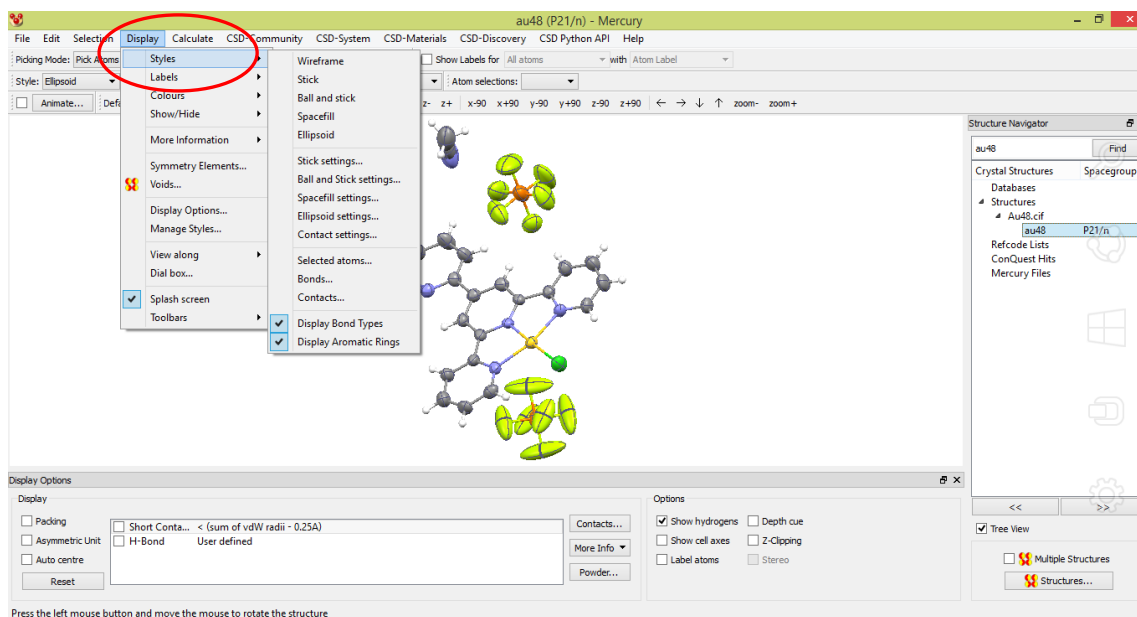 au48 (P21/n) - Mercury
File Edit Selection Display Calculate CSD-Community CSD-System CSD-Materials CSD-Discovery CSD Python API Help
Picking Mode: Pick Atoms Show Labels for All atoms with Atom Label
Style: Ellipsoid Atom selections:
Animate... z- z+ x-90 x+90 y-90 y+90 z-90 z+90 ← → ↓ ↑ zoom- zoom+
Styles
Labels
Colours
Show/Hide
More Information
Symmetry Elements...
Voids...
Display Options...
Manage Styles...
View along
Dial box...
Splash screen
Toolbars
Wireframe
Stick
Ball and stick
Spacefill
Ellipsoid
Stick settings...
Ball and Stick settings...
Spacefill settings...
Ellipsoid settings...
Contact settings...
Selected atoms...
Bonds...
Contacts...
Display Bond Types
Display Aromatic Rings
Structure Navigator
au48 Find
Crystal Structures Spacegroup
Databases
Structures
Au48.cif
au48 P21/n
Refcode Lists
ConQuest Hits
Mercury Files
<< >>
Tree View
Multiple Structures
Structures...
Display Options
Display
Packing
Asymmetric Unit
Auto centre
Reset
Short Conta... < (sum of vdW radii - 0.25A)
H-Bond User defined
Contacts...
More Info
Powder...
Options
Show hydrogens Depth cue
Show cell axes Z-Clipping
Label atoms Stereo
Press the left mouse button and move the mouse to rotate the structure